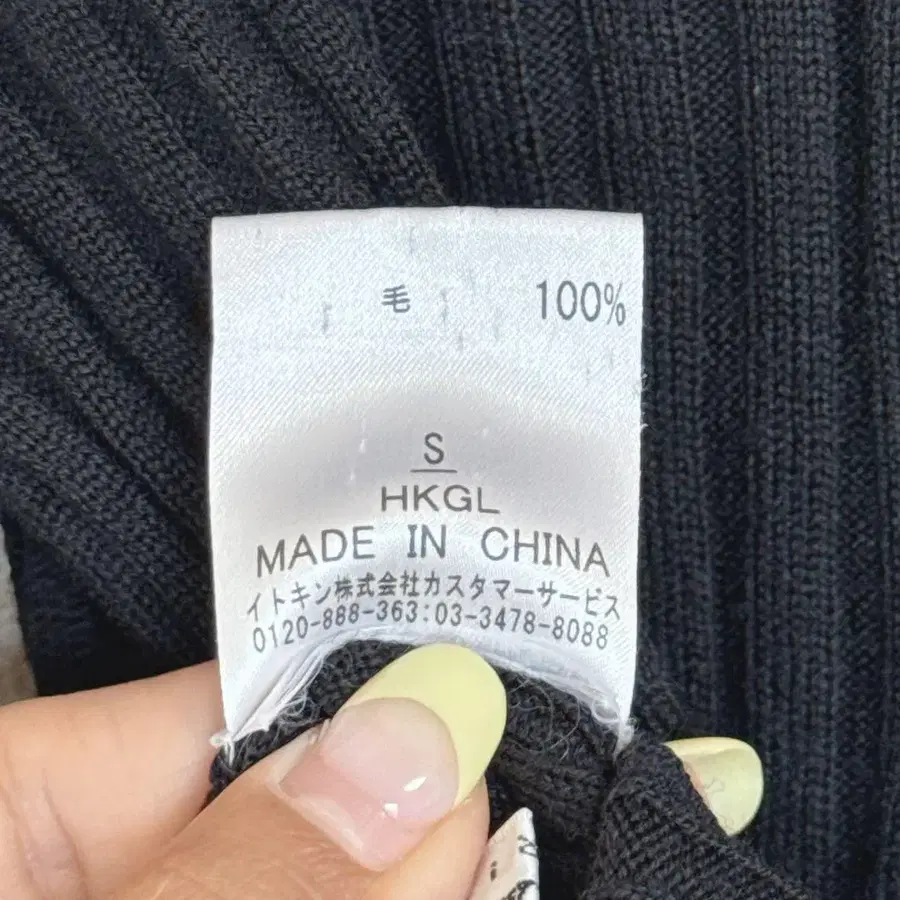 毛 100%
S
HKGL
MADE IN CHINA
イトキン株式会社カスタマーサービス
0120-888-363:03-3478-8088